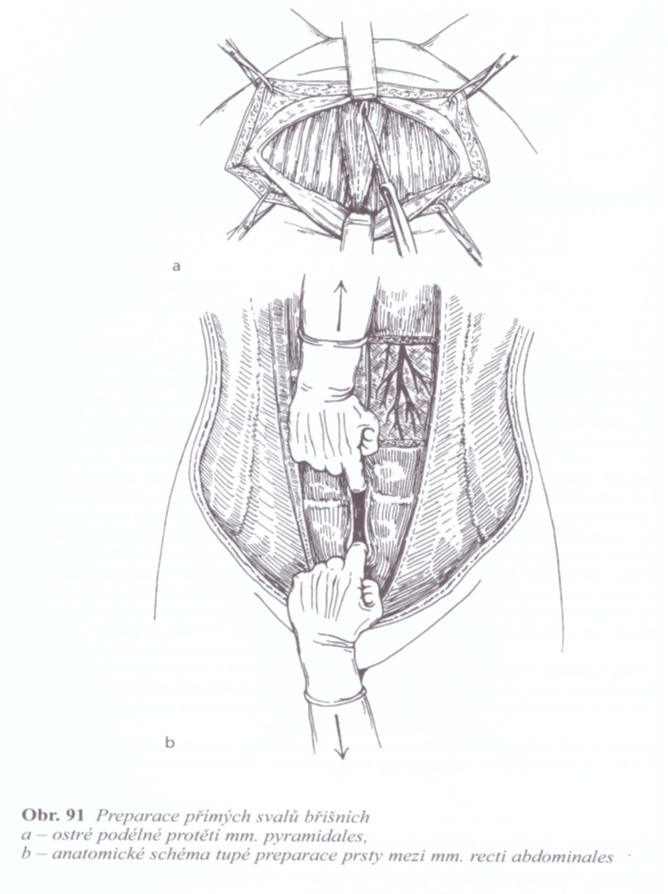 a
b
Obr. 91 Preparace přímých svalů břišních
a – ostré podélné protětí mm. pyramidales,
b – anatomické schéma tupé preparace prsty mezi mm. recti abdominales